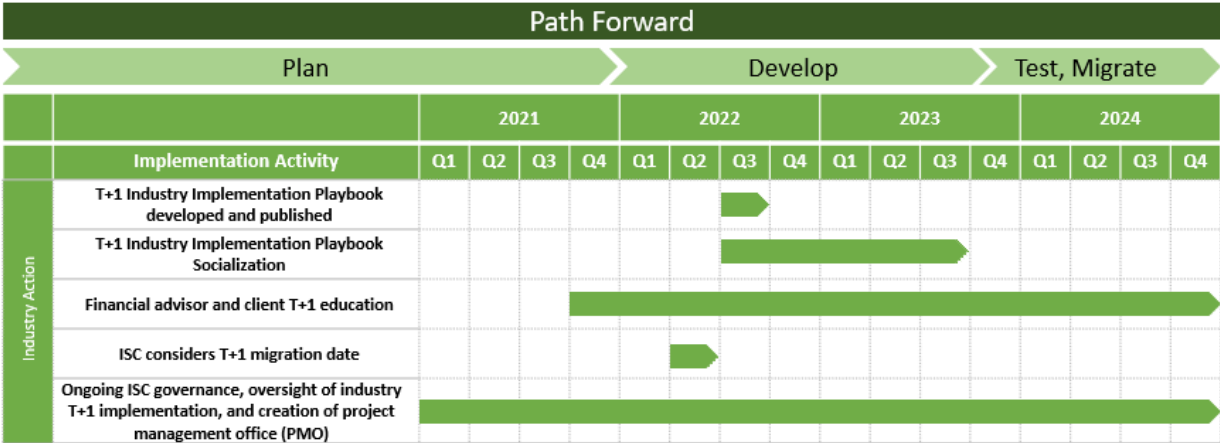 Path Forward
Plan
Develop
Test, Migrate
2021
2022
2023
2024
Implementation Activity
Q1 Q2 Q3 Q4 Q1 Q2 Q3 Q4 Q1 Q2 Q3 Q4 Q1 Q2 Q3 Q4
Industry Action
T+1 Industry Implementation Playbook
developed and published
T+1 Industry Implementation Playbook
Socialization
Financial advisor and client T+1 education
ISC considers T+1 migration date
Ongoing ISC governance, oversight of industry
T+1 implementation, and creation of project
management office (PMO)